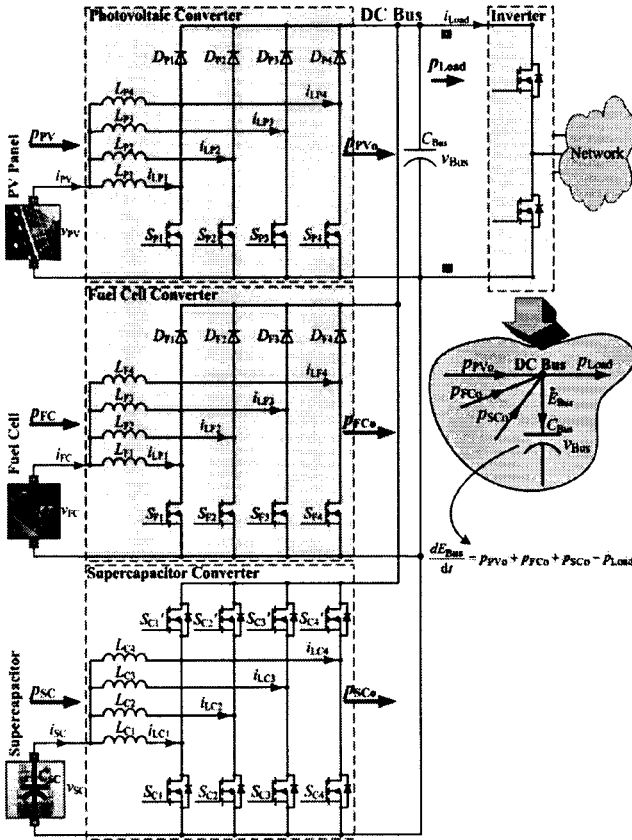 Photovoltaic Converter
DC Bus
iLoad
Inverter
DP1 DP2 DP3 DP4
LP4
iLP4
LP3
iLP3
LP2
iLP2
LP1
iLP1
PV Panel
pPV
iPV
vPV
pPVo
pLoad
CBus
vBus
Network
SP1 SP2 SP3 SP4
Fuel Cell Converter
DF1 DF2 DF3 DF4
LF4
iLF4
LF3
iLF3
LF2
iLF2
LF1
iLF1
Fuel Cell
pFC
iFC
vFC
pFCo
SF1 SF2 SF3 SF4
pPVo
DC Bus
pLoad
pFCo
pSCo
EBus
CBus
vBus
dEBus/dt = pPVo + pFCo + pSCo − pLoad
Supercapacitor Converter
SC1' SC2' SC3' SC4'
LC4
iLC4
LC3
iLC3
LC2
iLC2
LC1
iLC1
Supercapacitor
pSC
iSC
CSC
vSC
pSCo
SC1 SC2 SC3 SC4